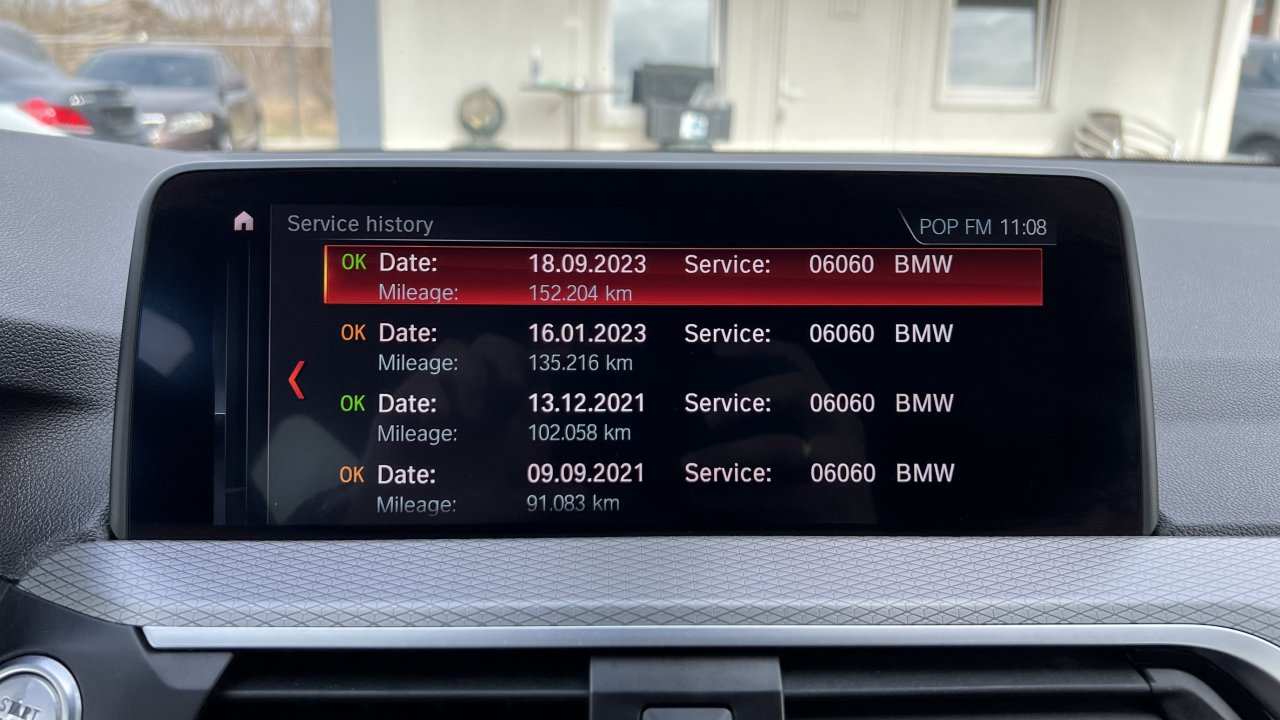 Service history
POP FM 11:08
OK Date: 18.09.2023 Service: 06060 BMW
Mileage: 152.204 km
OK Date: 16.01.2023 Service: 06060 BMW
Mileage: 135.216 km
OK Date: 13.12.2021 Service: 06060 BMW
Mileage: 102.058 km
OK Date: 09.09.2021 Service: 06060 BMW
Mileage: 91.083 km
START